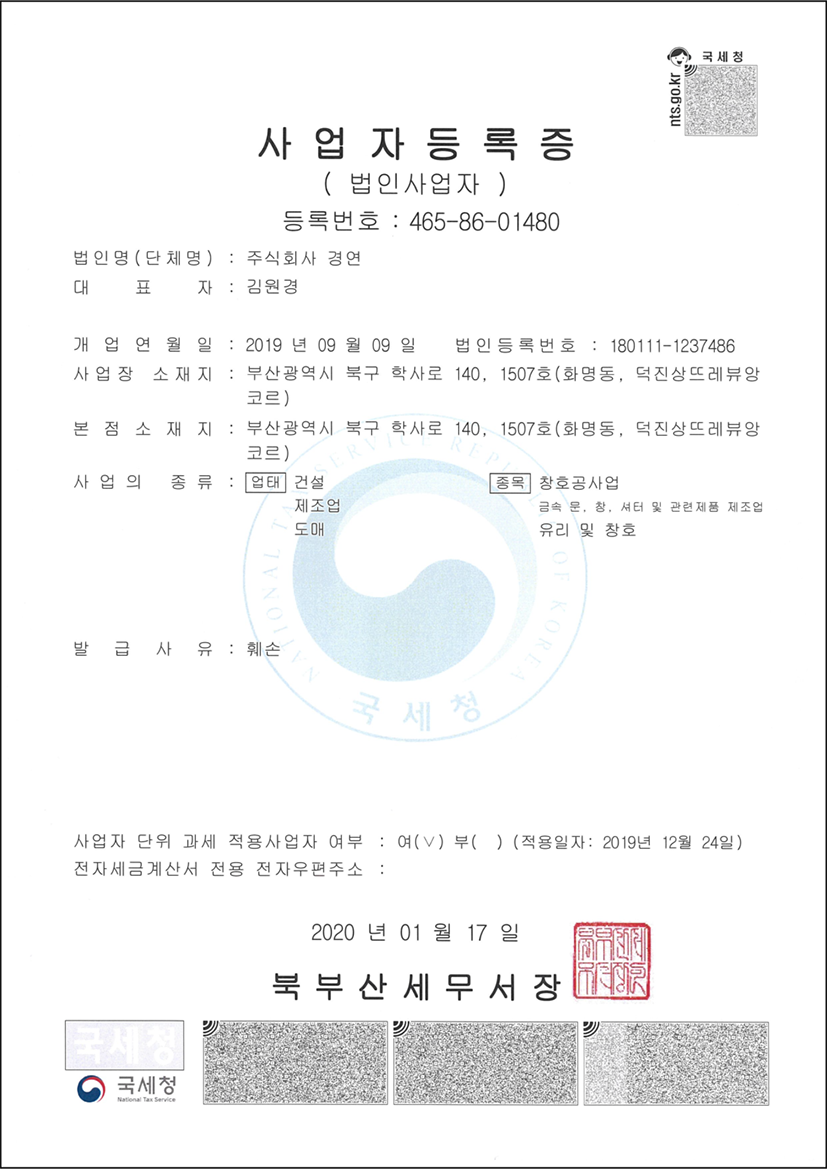 국세청
nts.go.kr
사업자등록증
( 법인사업자 )
등록번호 : 465-86-01480
법인명(단체명) : 주식회사 경연
대 표 자 : 김원경
개 업 연 월 일 : 2019 년 09 월 09 일 법인등록번호 : 180111-1237486
사업장 소재지 : 부산광역시 북구 학사로 140, 1507호(화명동, 덕진상뜨레뷰앙
코르)
본 점 소 재 지 : 부산광역시 북구 학사로 140, 1507호(화명동, 덕진상뜨레뷰앙
코르)
사 업 의 종 류 : 업태 건설 종목 창호공사업
제조업 금속 문, 창, 셔터 및 관련제품 제조업
도매 유리 및 창호
NATIONAL TAX SERVICE REPUBLIC OF KOREA
발 급 사 유 : 훼손
국세청
사업자 단위 과세 적용사업자 여부 : 여(∨) 부( ) (적용일자: 2019년 12월 24일)
전자세금계산서 전용 전자우편주소 :
2020 년 01 월 17 일
북부산세무서장
국세청
국세청
National Tax Service